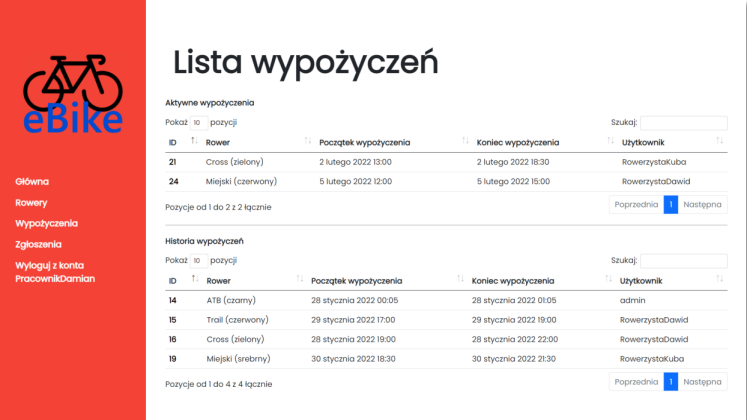 eBike
Główna
Rowery
Wypożyczenia
Zgłoszenia
Wyloguj z konta
PracownikDamian
Lista wypożyczeń
Aktywne wypożyczenia
Pokaż 10 pozycji Szukaj:
ID Rower Początek wypożyczenia Koniec wypożyczenia Użytkownik
21 Cross (zielony) 2 lutego 2022 13:00 2 lutego 2022 18:30 RowerzystaKuba
24 Miejski (czerwony) 5 lutego 2022 12:00 5 lutego 2022 15:00 RowerzystaDawid
Pozycje od 1 do 2 z 2 łącznie Poprzednia 1 Następna
Historia wypożyczeń
Pokaż 10 pozycji Szukaj:
ID Rower Początek wypożyczenia Koniec wypożyczenia Użytkownik
14 ATB (czarny) 28 stycznia 2022 00:05 28 stycznia 2022 01:05 admin
15 Trail (czerwony) 29 stycznia 2022 17:00 29 stycznia 2022 19:00 RowerzystaDawid
16 Cross (zielony) 28 stycznia 2022 19:00 28 stycznia 2022 22:00 RowerzystaDawid
19 Miejski (srebrny) 30 stycznia 2022 18:30 30 stycznia 2022 21:30 RowerzystaKuba
Pozycje od 1 do 4 z 4 łącznie Poprzednia 1 Następna